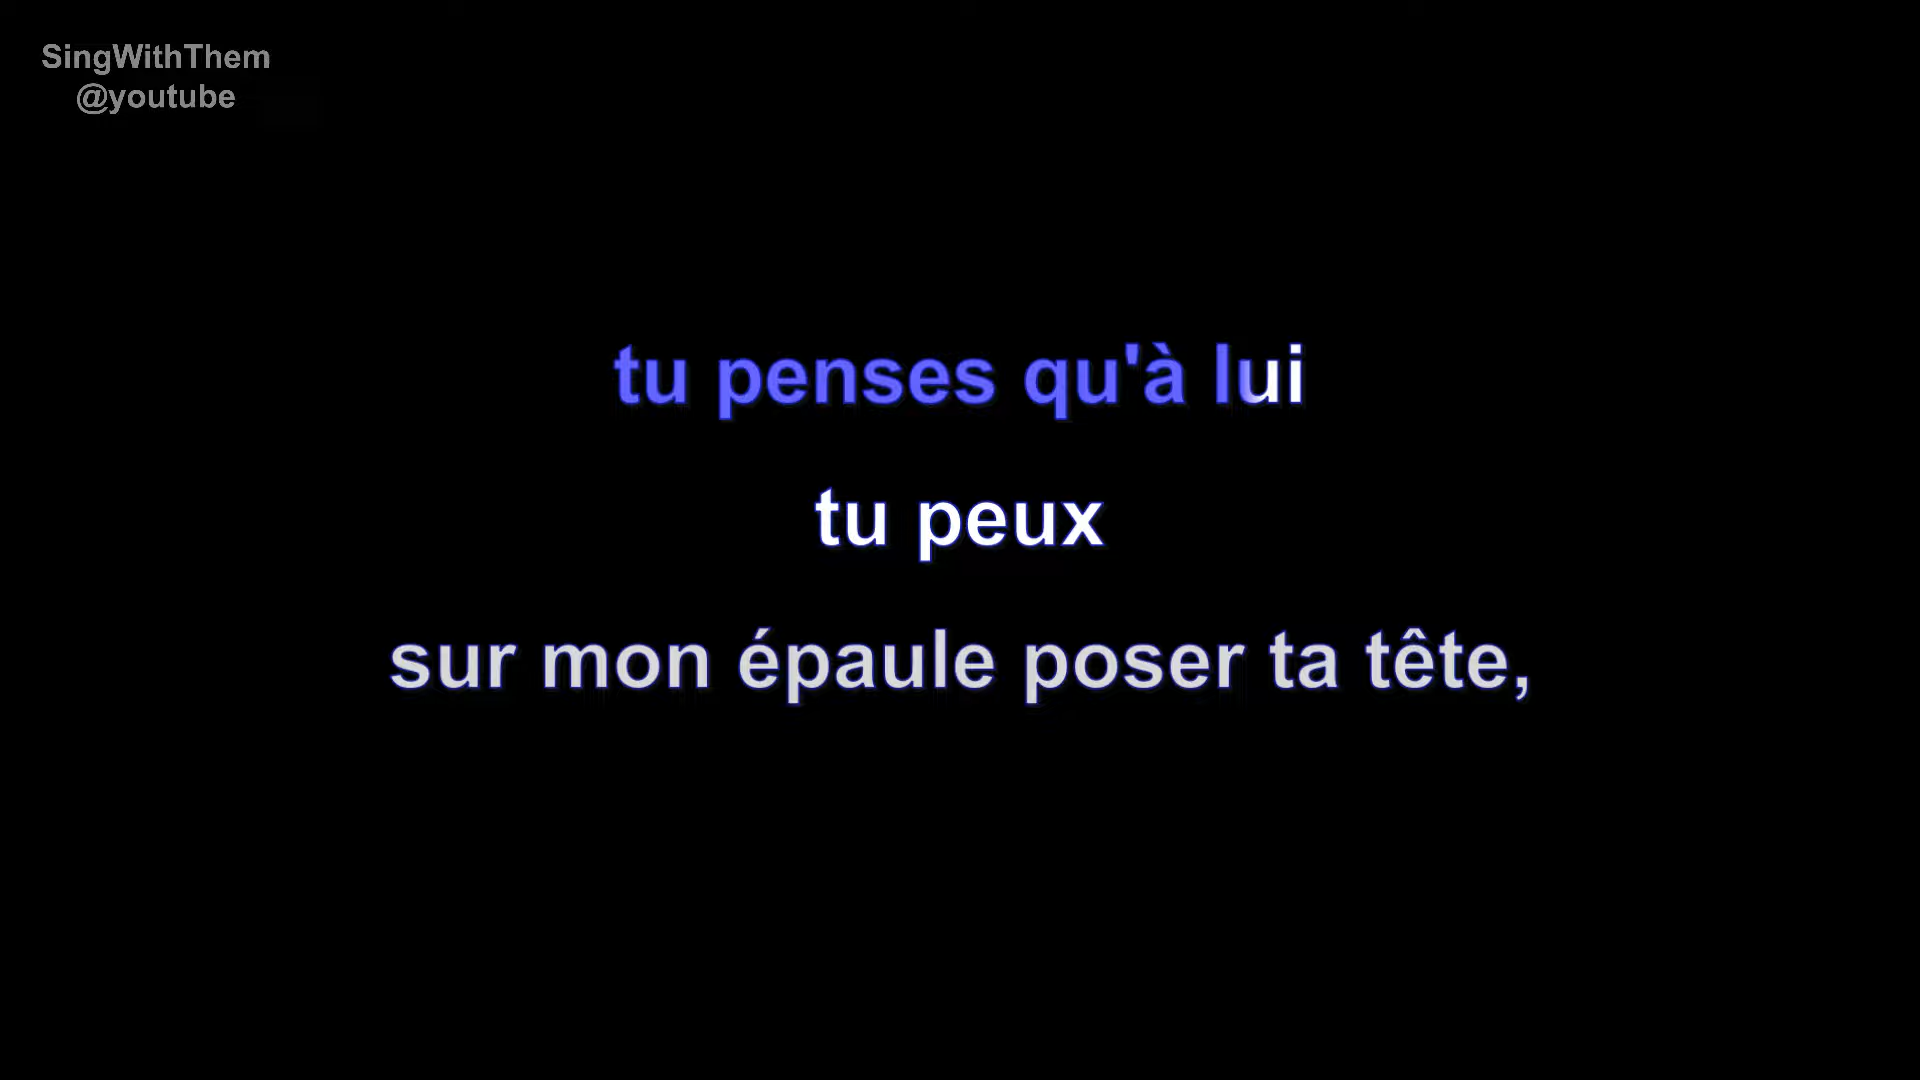 SingWithThem
@youtube
tu penses qu'à lui
tu peux
sur mon épaule poser ta tête,